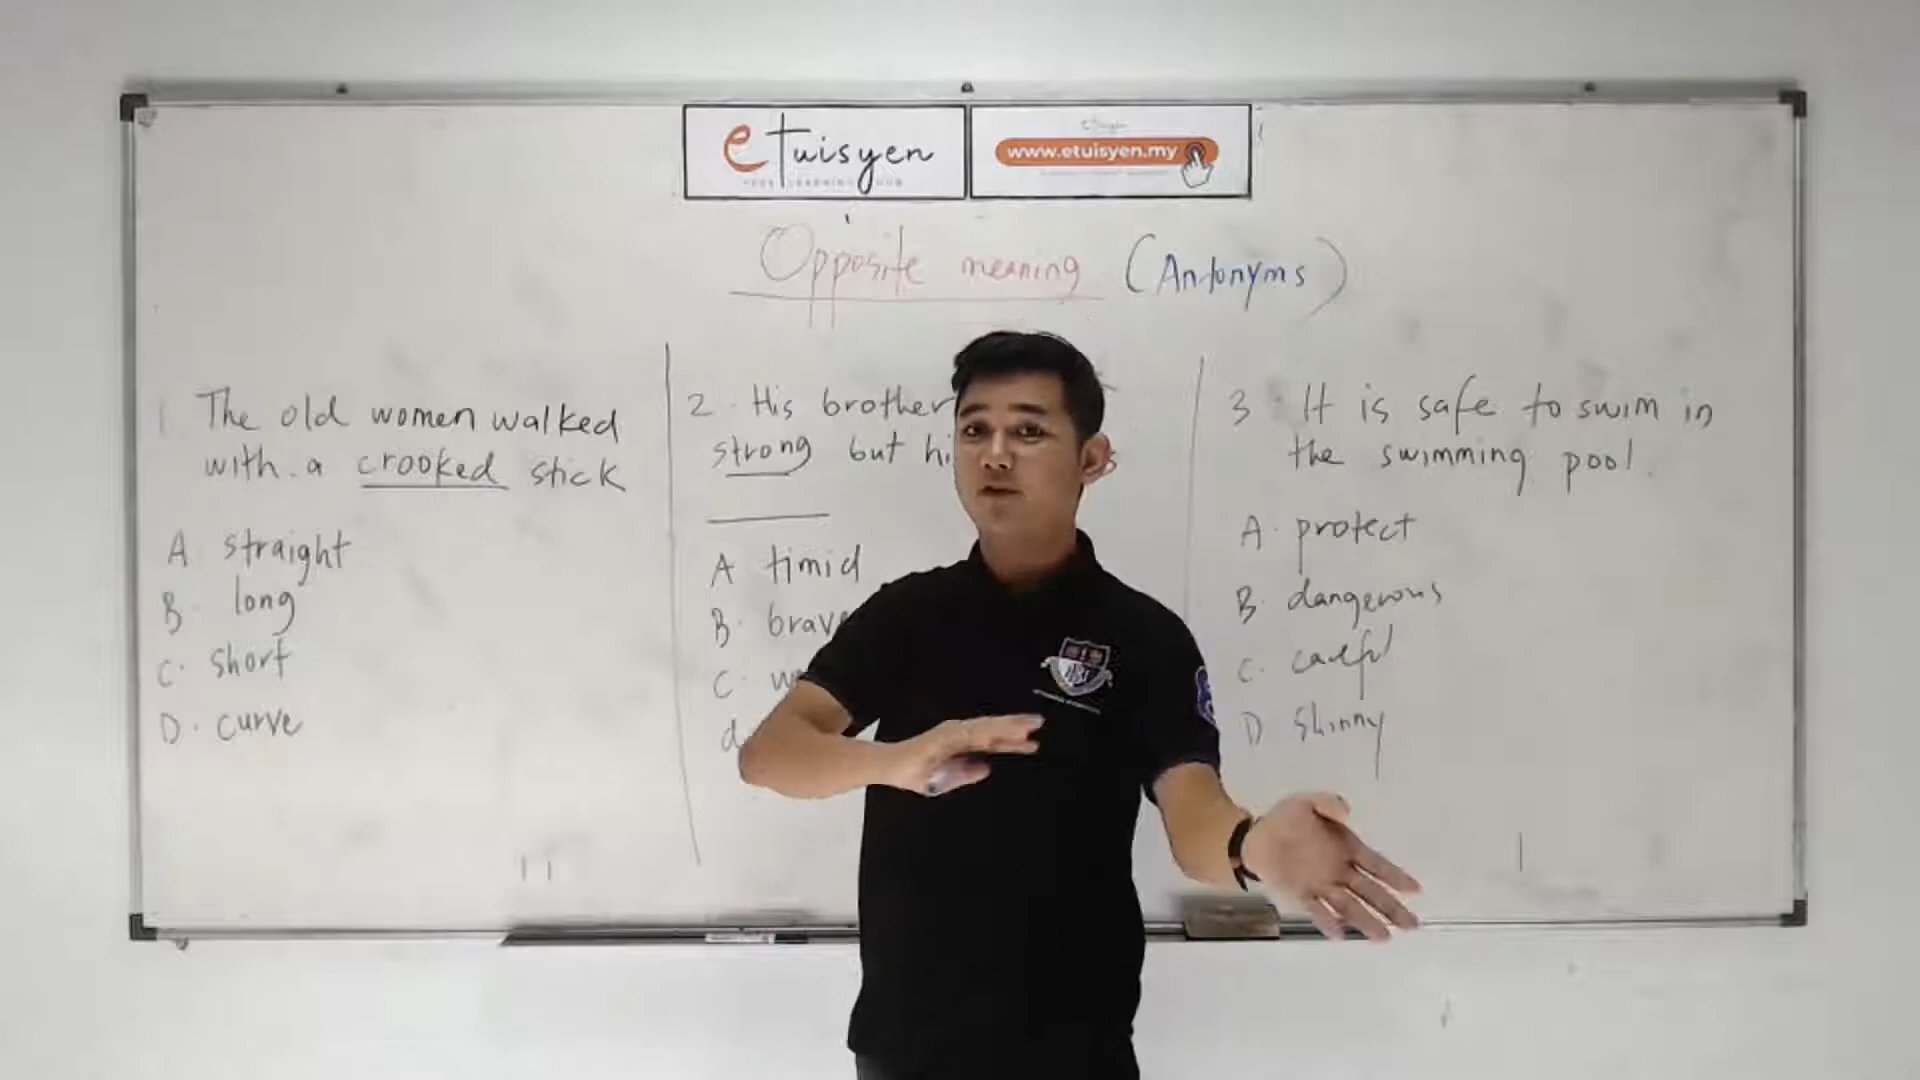 eTuisyen
www.etuisyen.my
Opposite meaning (Antonyms)
1 The old women walked
with a crooked stick
A straight
B. long
C. short
D. curve
2. His brother
strong but hi
A timid
B. brave
C. w
d
3 It is safe to swim in
the swimming pool.
A. protect
B. dangerous
C.
D skinny